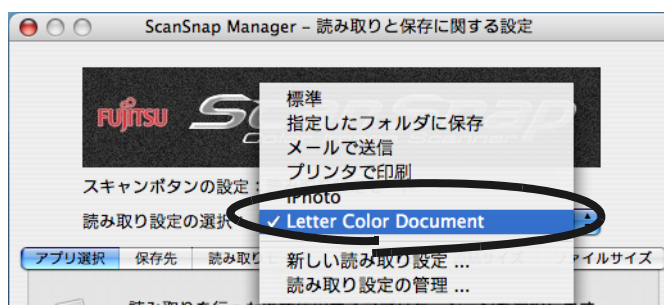 ScanSnap Manager – 読み取りと保存に関する設定
FUJITSU ScanSnap
標準
指定したフォルダに保存
メールで送信
プリンタで印刷
スキャンボタンの設定：
iPhoto
読み取り設定の選択
✓ Letter Color Document
アプリ選択 保存先 読み取り イズ ファイルサイズ
新しい読み取り設定 ...
読み取り設定の管理 ...